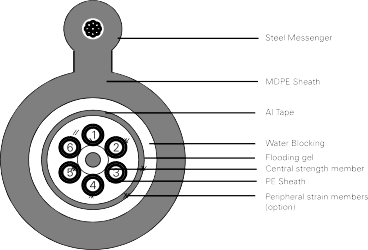 Steel Messenger
MDPE Sheath
Al Tape
1
6 2
Water Blocking
Flooding gel
Central strength member
5 3
PE Sheath
4
Peripheral strain members
(option)